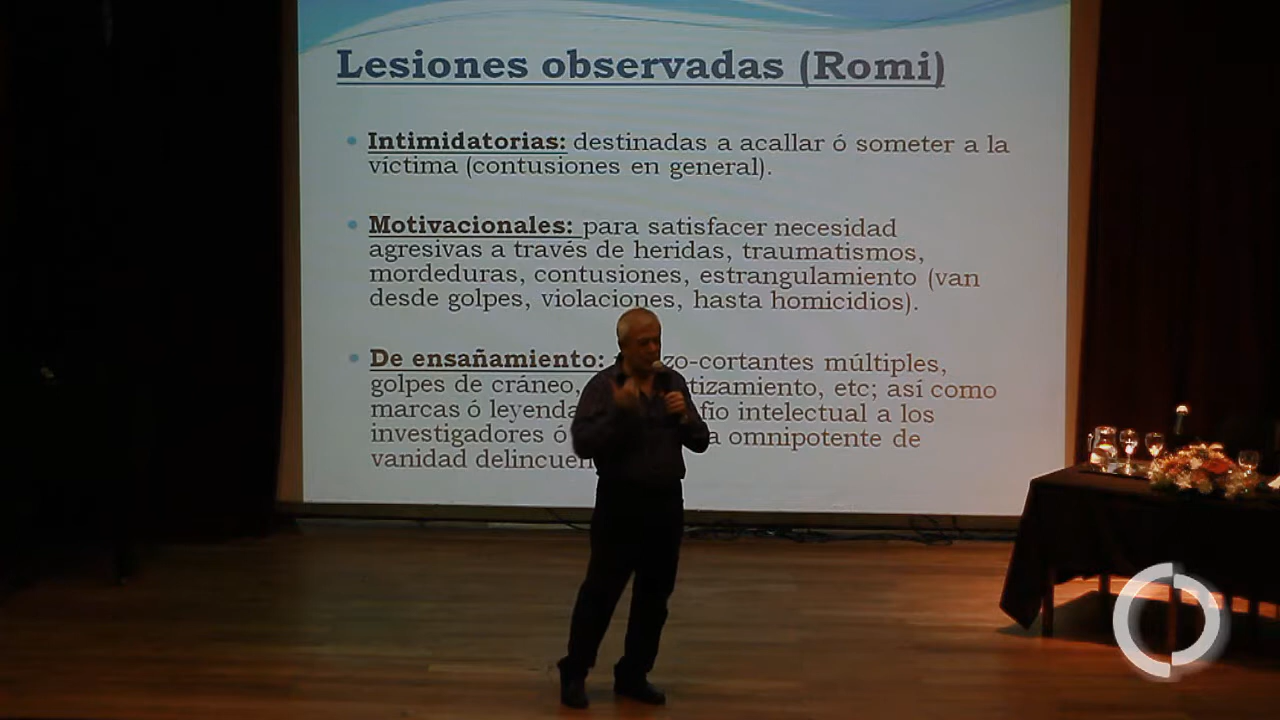 Lesiones observadas (Romi)
Intimidatorias: destinadas a acallar ó someter a la
víctima (contusiones en general).
Motivacionales: para satisfacer necesidad
agresivas a través de heridas, traumatismos,
mordeduras, contusiones, estrangulamiento (van
desde golpes, violaciones, hasta homicidios).
De ensañamiento: zo-cortantes múltiples,
golpes de cráneo, tizamiento, etc; así como
marcas ó leyenda fío intelectual a los
investigadores ó a omnipotente de
vanidad delincuen